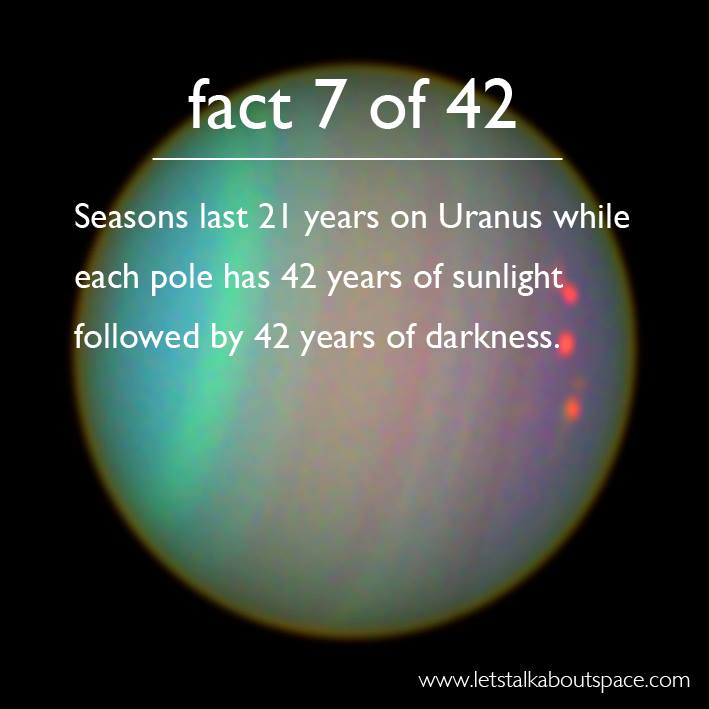 fact 7 of 42
Seasons last 21 years on Uranus while
each pole has 42 years of sunlight
followed by 42 years of darkness.
www.letstalkaboutspace.com